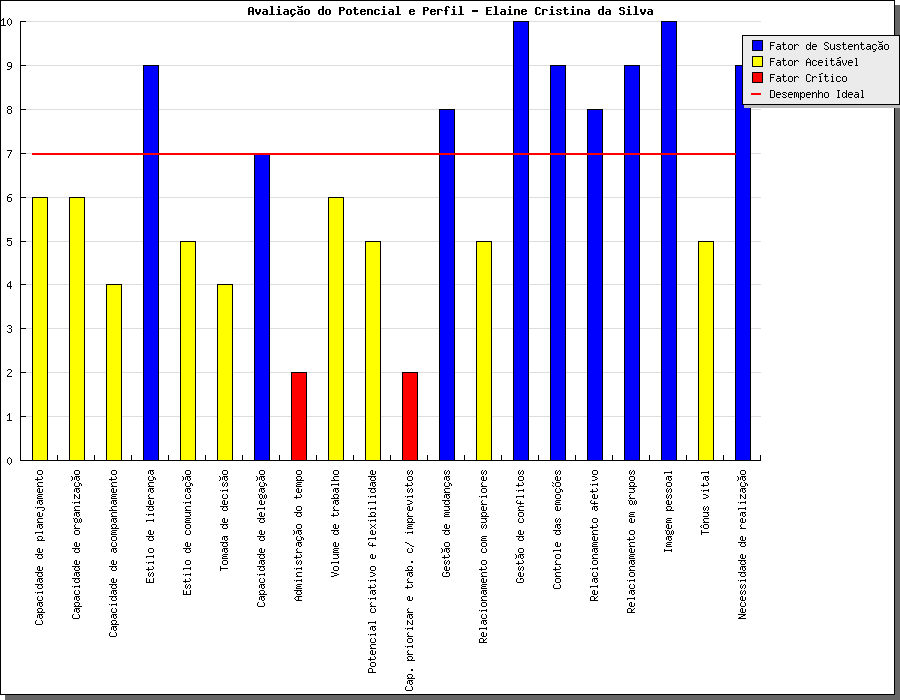 Avaliação do Potencial e Perfil - Elaine Cristina da Silva
10
9
8
7
6
5
4
3
2
1
0
Fator de Sustentação
Fator Aceitável
Fator Crítico
Desempenho Ideal
Capacidade de planejamento
Capacidade de organização
Capacidade de acompanhamento
Estilo de liderança
Estilo de comunicação
Tomada de decisão
Capacidade de delegação
Administração do tempo
Volume de trabalho
Potencial criativo e flexibilidade
Cap. priorizar e trab. c/ imprevistos
Gestão de mudanças
Relacionamento com superiores
Gestão de conflitos
Controle das emoções
Relacionamento afetivo
Relacionamento em grupos
Imagem pessoal
Tônus vital
Necessidade de realização